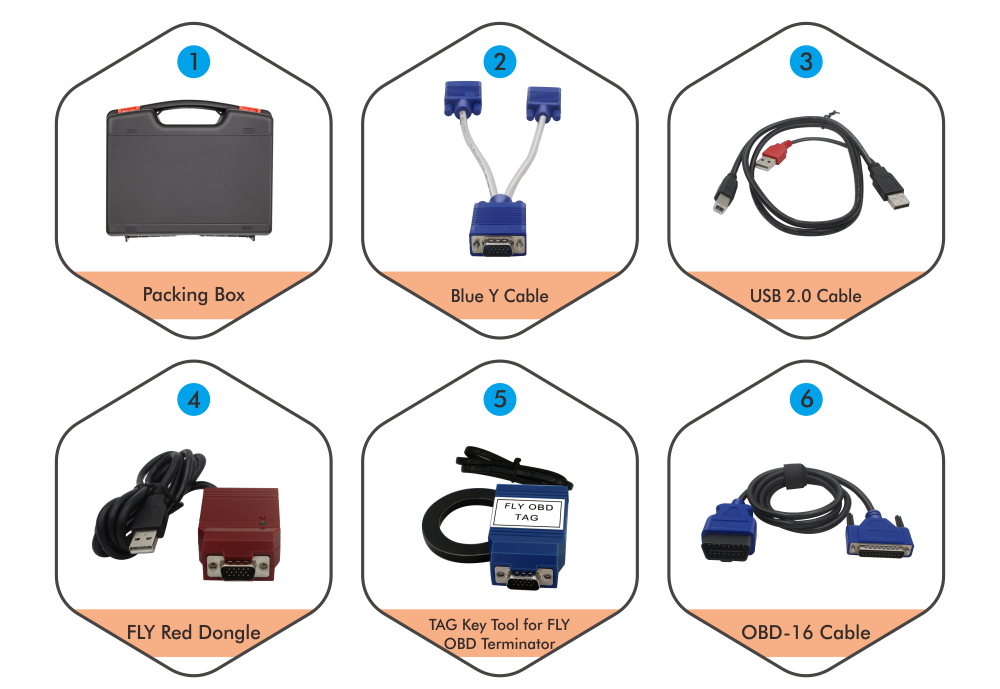 1
2
3
Packing Box
Blue Y Cable
USB 2.0 Cable
4
5
6
FLY OBD
TAG
FLY Red Dongle
TAG Key Tool for FLY
OBD Terminator
OBD-16 Cable